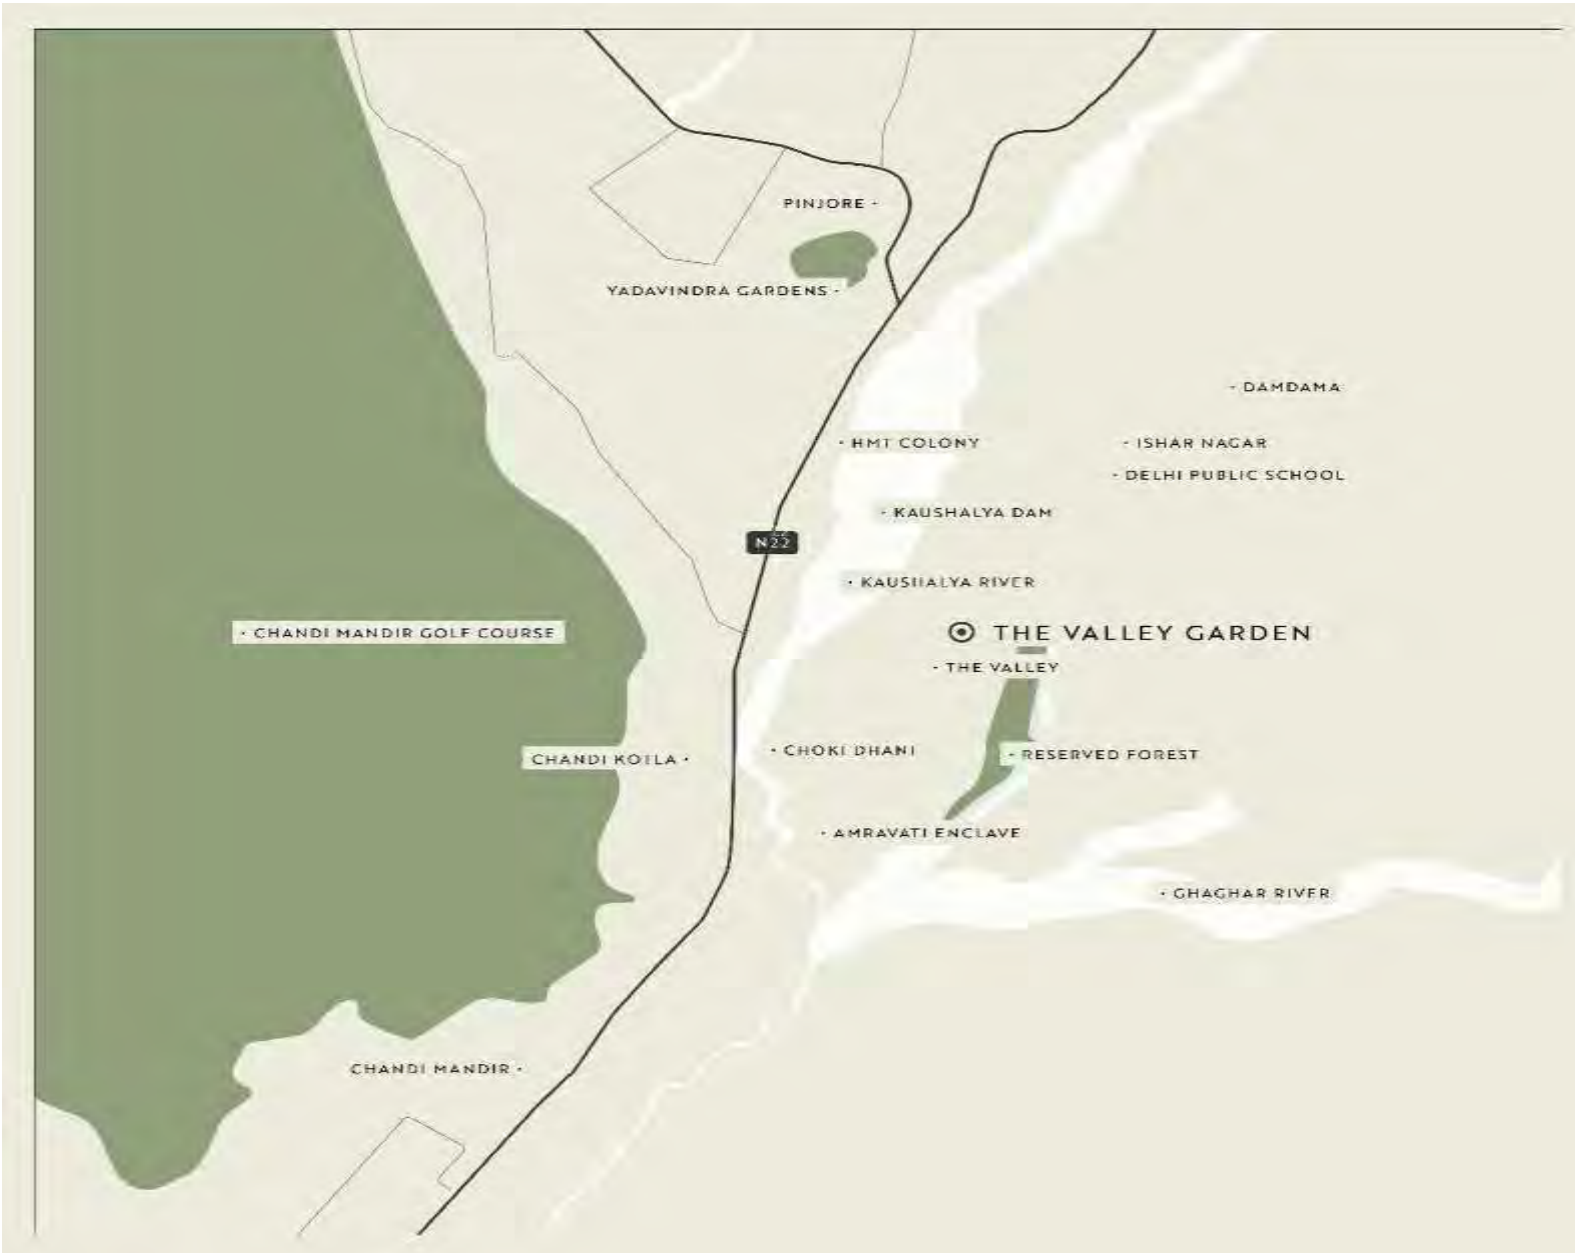 PINJORE -
YADAVINDRA GARDENS -
- DAMDAMA
- HMT COLONY
- ISHAR NAGAR
- DELHI PUBLIC SCHOOL
- KAUSHALYA DAM
N22
- KAUSHALYA RIVER
- CHANDI MANDIR GOLF COURSE
THE VALLEY GARDEN
- THE VALLEY
- CHOKI DHANI
- RESERVED FOREST
CHANDI KOTLA -
- AMRAVATI ENCLAVE
- GHAGHAR RIVER
CHANDI MANDIR -